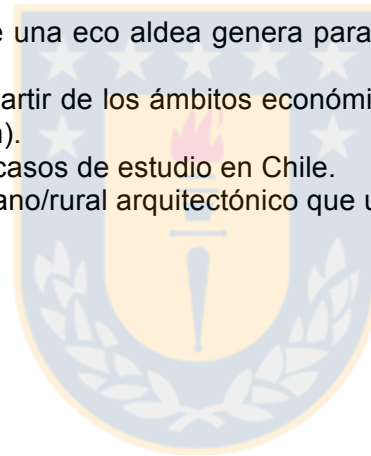 e una eco aldea genera para
artir de los ámbitos económi
).
casos de estudio en Chile.
ano/rural arquitectónico que u